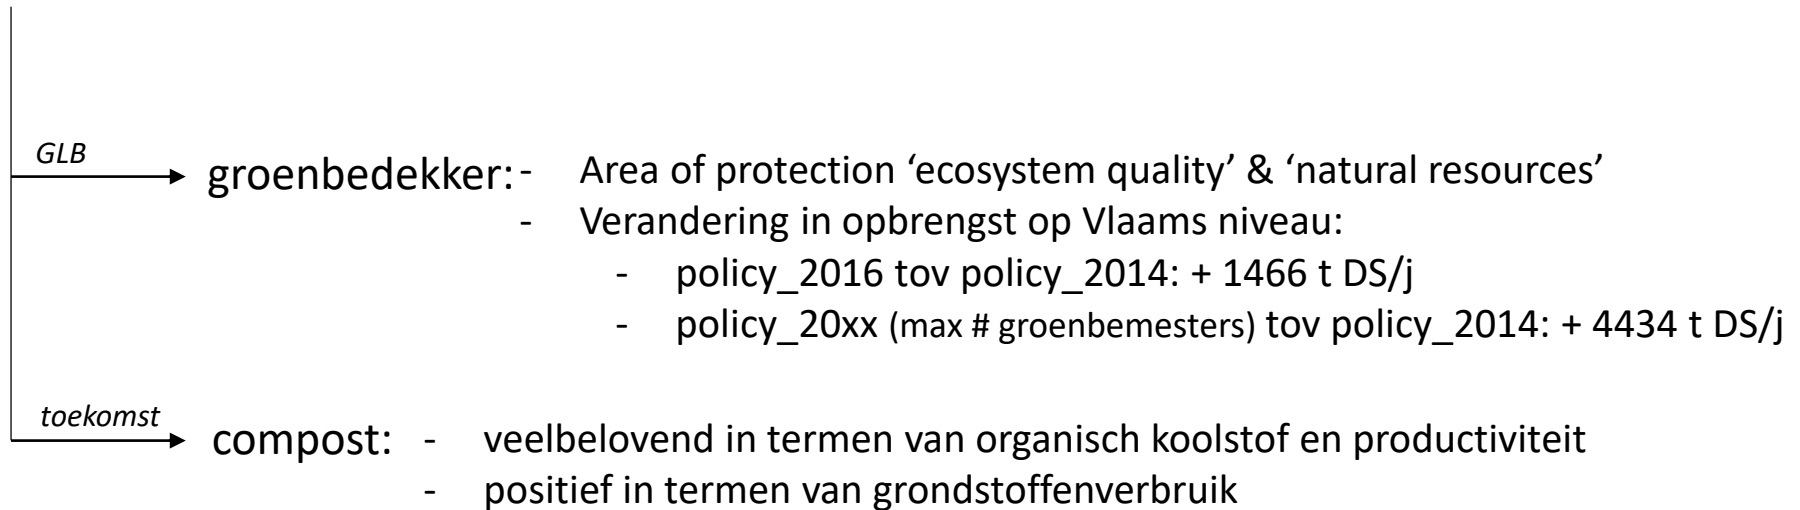 GLB
groenbedekker: - Area of protection ‘ecosystem quality’ & ‘natural resources’
- Verandering in opbrengst op Vlaams niveau:
- policy_2016 tov policy_2014: + 1466 t DS/j
- policy_20xx (max # groenbemesters) tov policy_2014: + 4434 t DS/j
toekomst
compost: - veelbelovend in termen van organisch koolstof en productiviteit
- positief in termen van grondstoffenverbruik